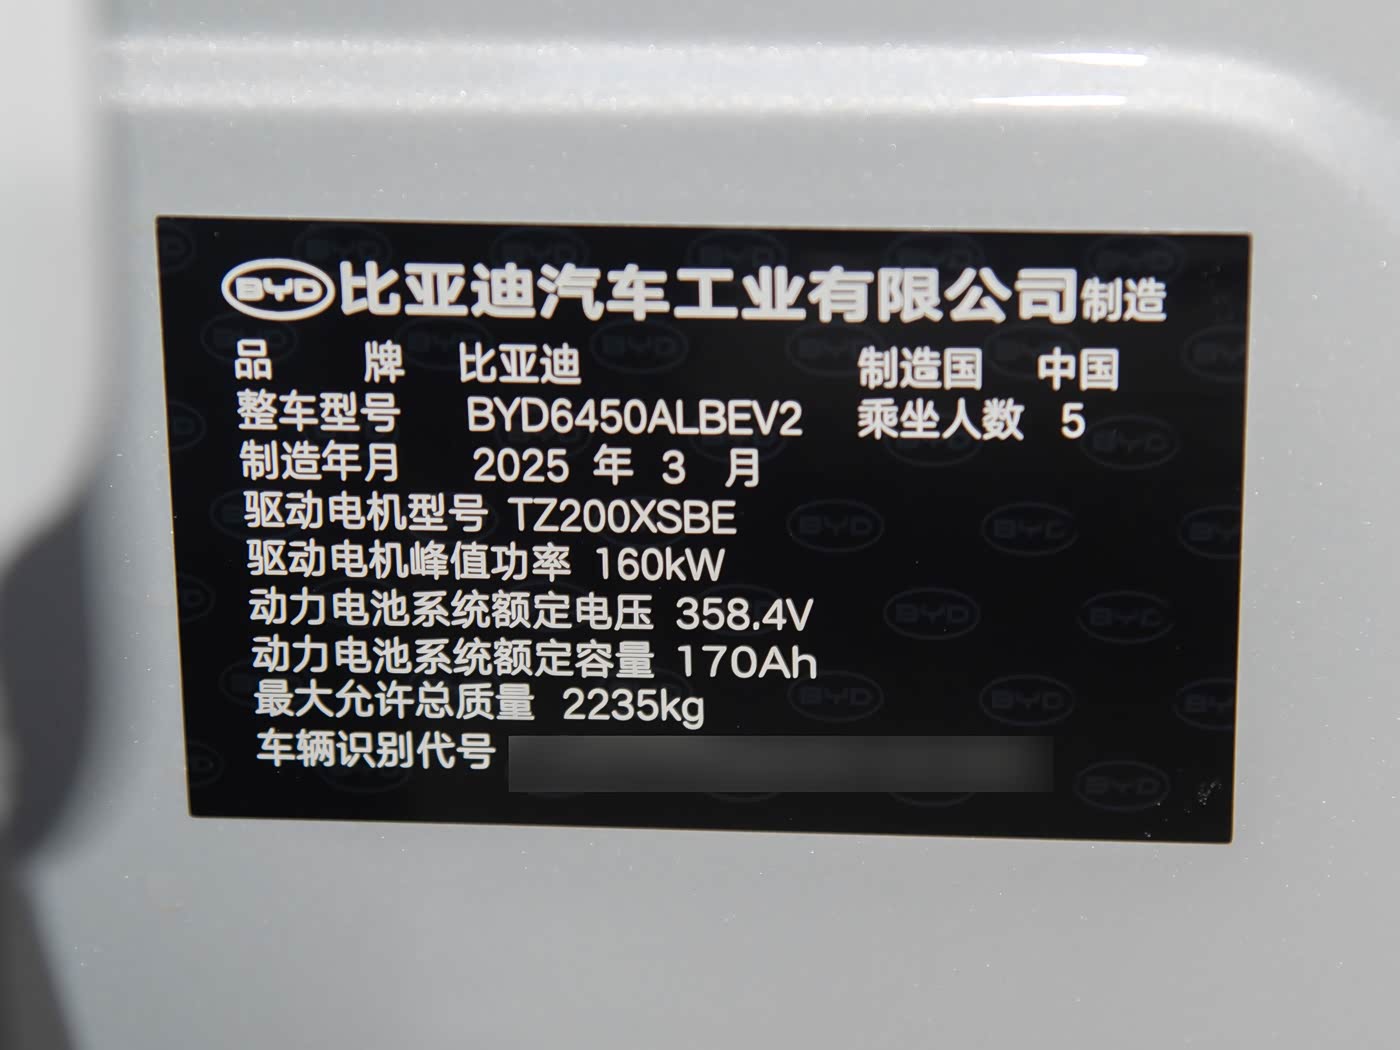 BYD 比亚迪汽车工业有限公司制造
品 牌 比亚迪 制造国 中国
整车型号 BYD6450ALBEV2 乘坐人数 5
制造年月 2025 年 3 月
驱动电机型号 TZ200XSBE
驱动电机峰值功率 160kW
动力电池系统额定电压 358.4V
动力电池系统额定容量 170Ah
最大允许总质量 2235kg
车辆识别代号